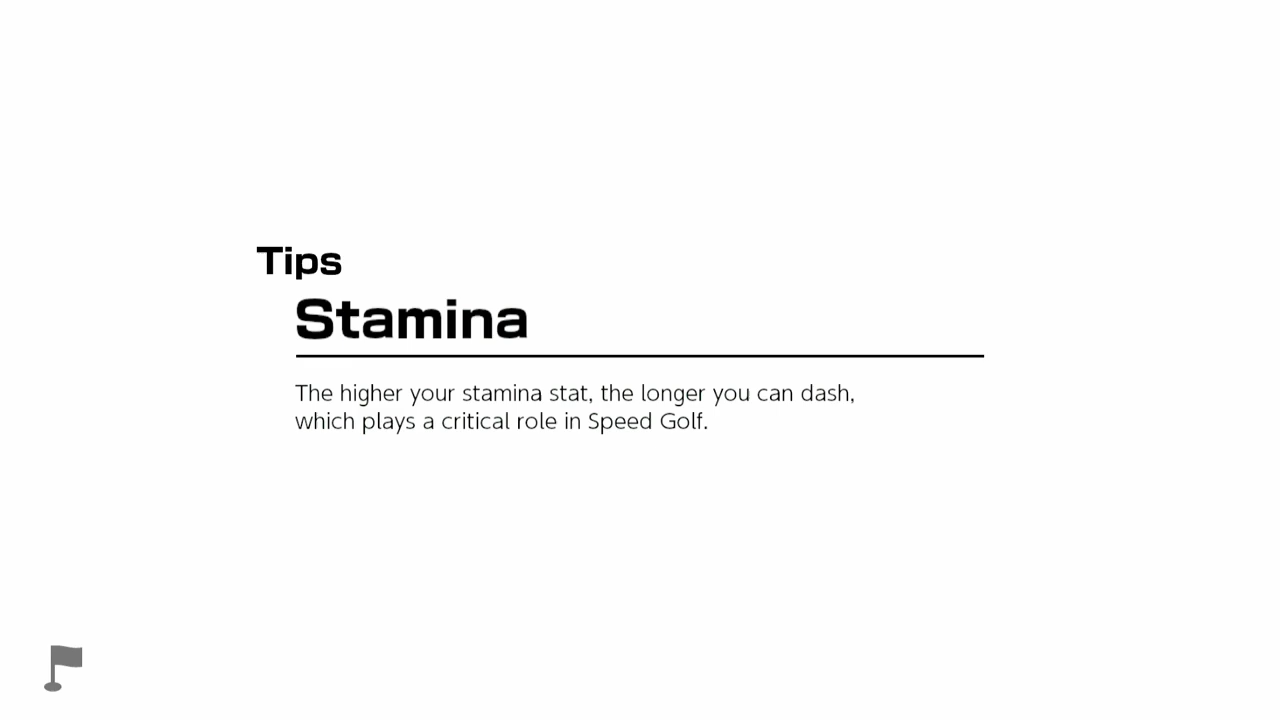 Tips
Stamina
The higher your stamina stat, the longer you can dash,
which plays a critical role in Speed Golf.